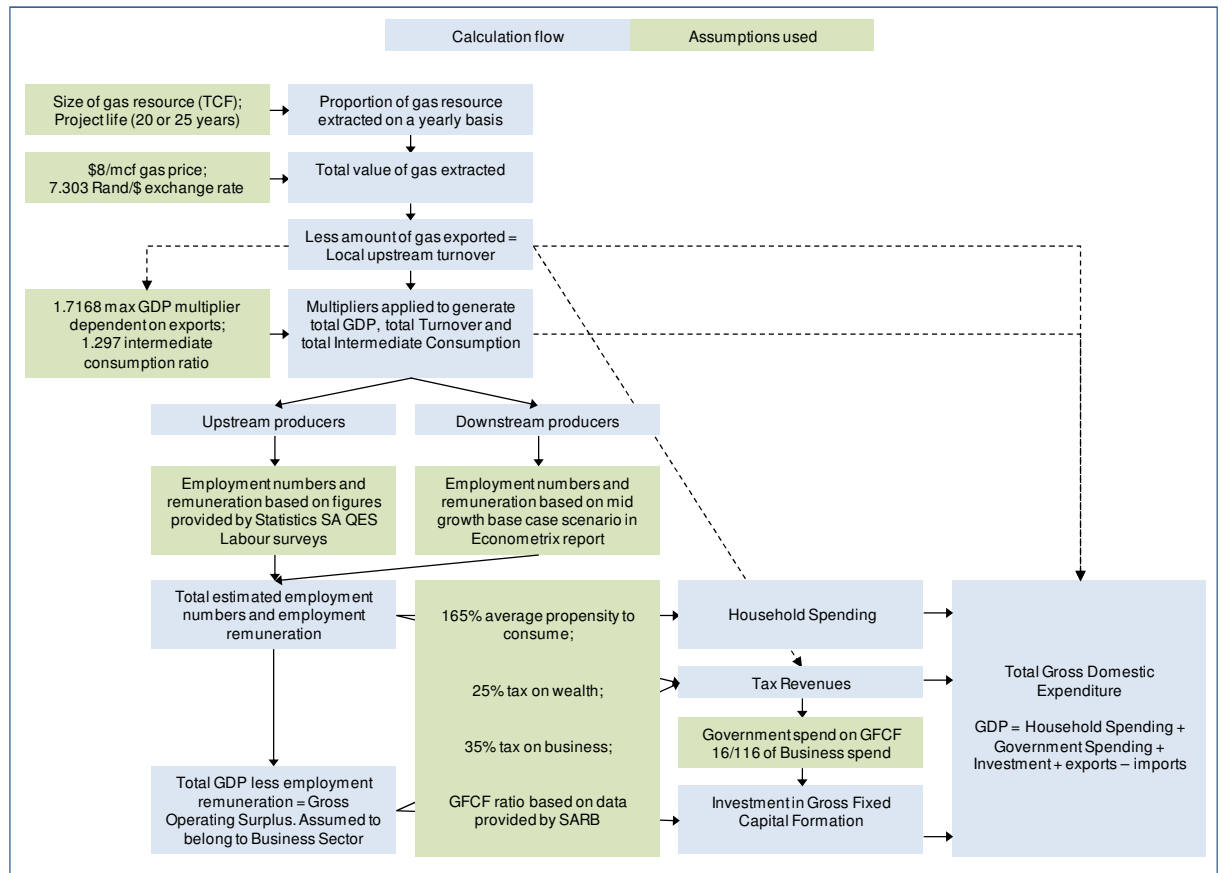 Calculation flow
Assumptions used
Size of gas resource (TCF);
Project life (20 or 25 years)
Proportion of gas resource
extracted on a yearly basis
$8/mcf gas price;
7.303 Rand/$ exchange rate
Total value of gas extracted
Less amount of gas exported =
Local upstream turnover
1.7168 max GDP multiplier
dependent on exports;
1.297 intermediate
consumption ratio
Multipliers applied to generate
total GDP, total Turnover and
total Intermediate Consumption
Upstream producers
Downstream producers
Employment numbers and
remuneration based on figures
provided by Statistics SA QES
Labour surveys
Employment numbers and
remuneration based on mid
growth base case scenario in
Econometrix report
Total estimated employment
numbers and employment
remuneration
165% average propensity to
consume;
25% tax on wealth;
35% tax on business;
GFCF ratio based on data
provided by SARB
Household Spending
Tax Revenues
Government spend on GFCF
16/116 of Business spend
Investment in Gross Fixed
Capital Formation
Total GDP less employment
remuneration = Gross
Operating Surplus. Assumed to
belong to Business Sector
Total Gross Domestic
Expenditure
GDP = Household Spending +
Government Spending +
Investment + exports – imports